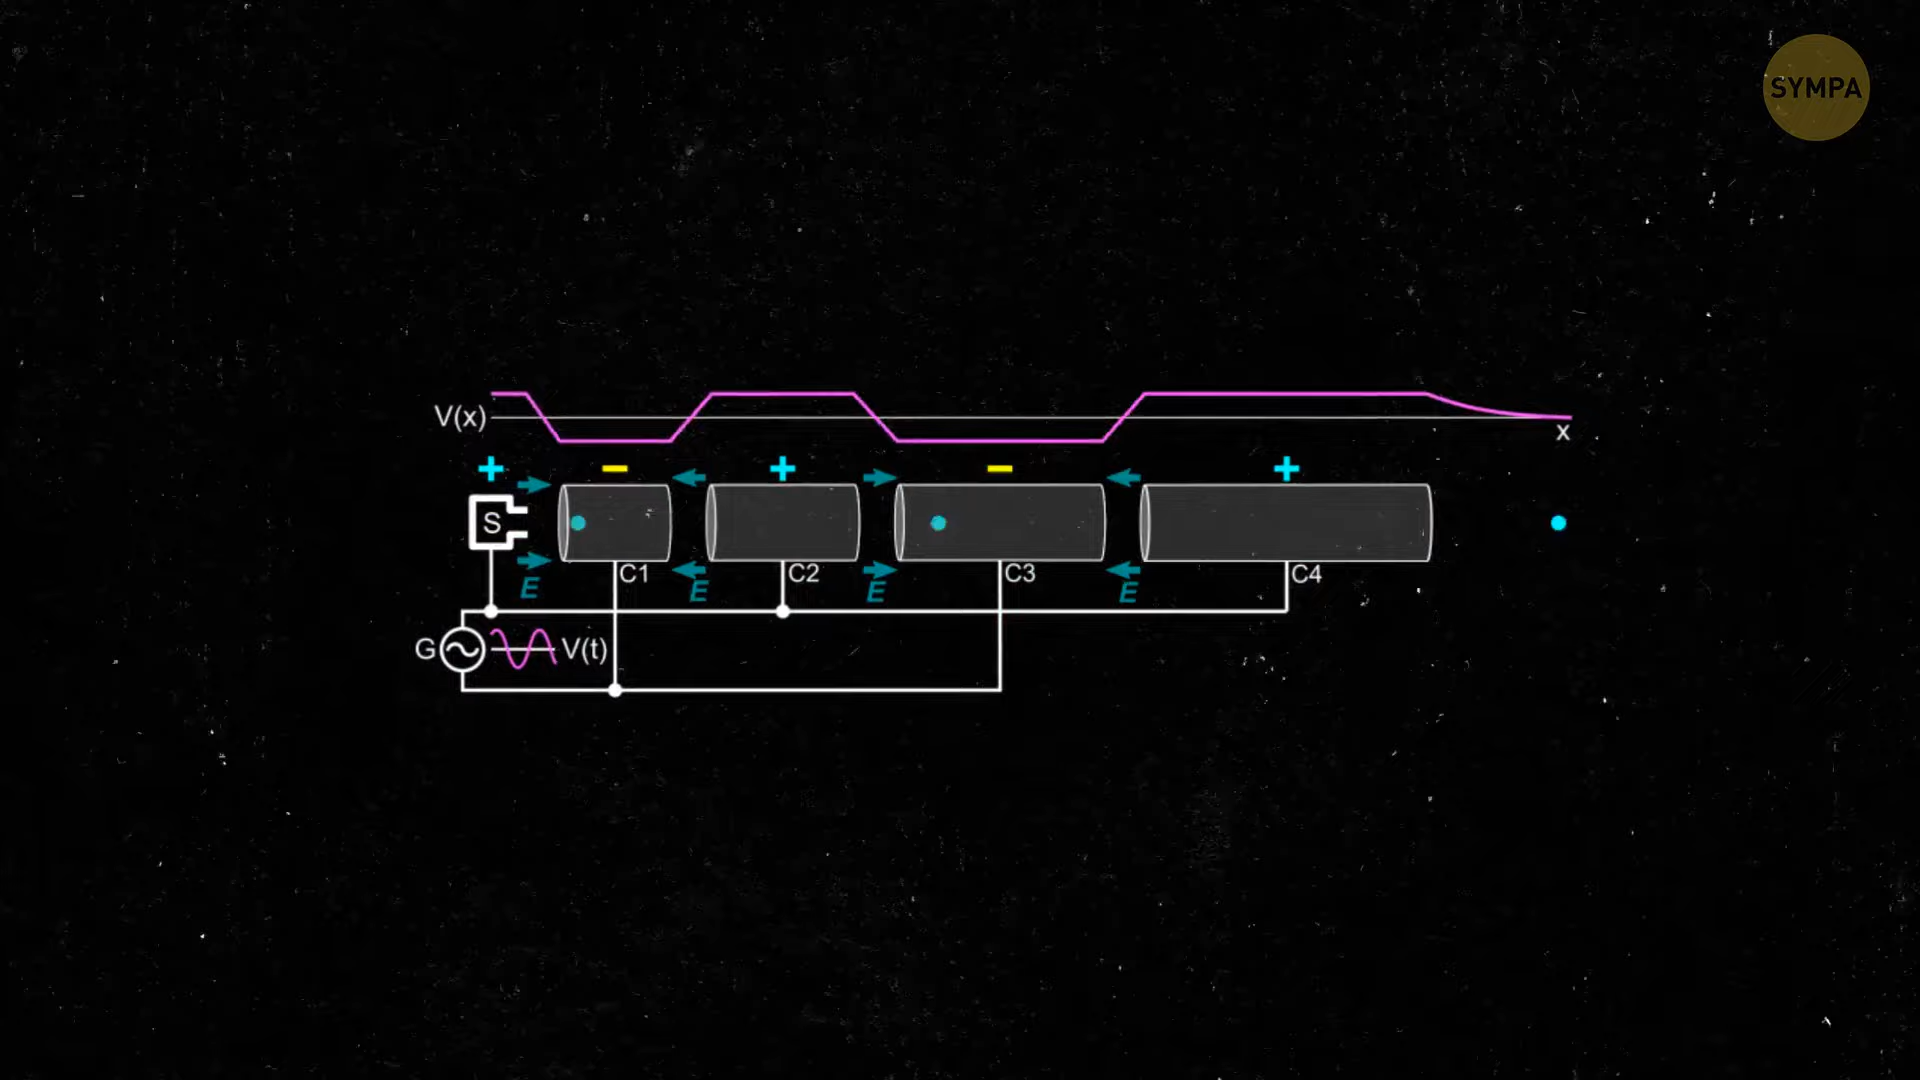 SYMPA
V(x)
x
+ − + − +
S
C1 C2 C3 C4
E E E E
G V(t)